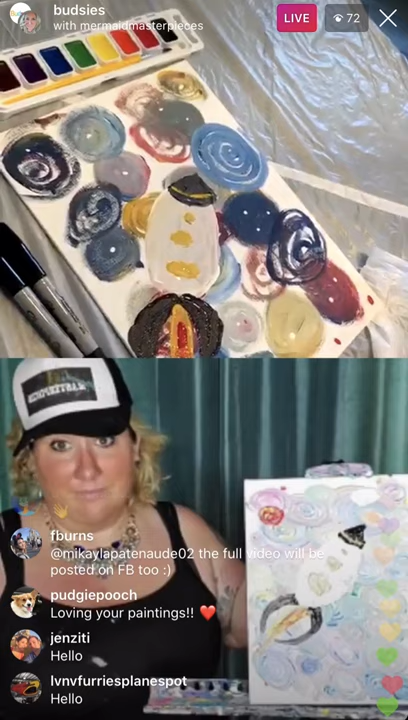 budsies
with mermaidmasterpieces
LIVE
72
fburns
@mikaylapatenaude02 the full video will be
posted on FB too :)
pudgiepooch
Loving your paintings!! ❤️
jenziti
Hello
lvnvfurriesplanespot
Hello